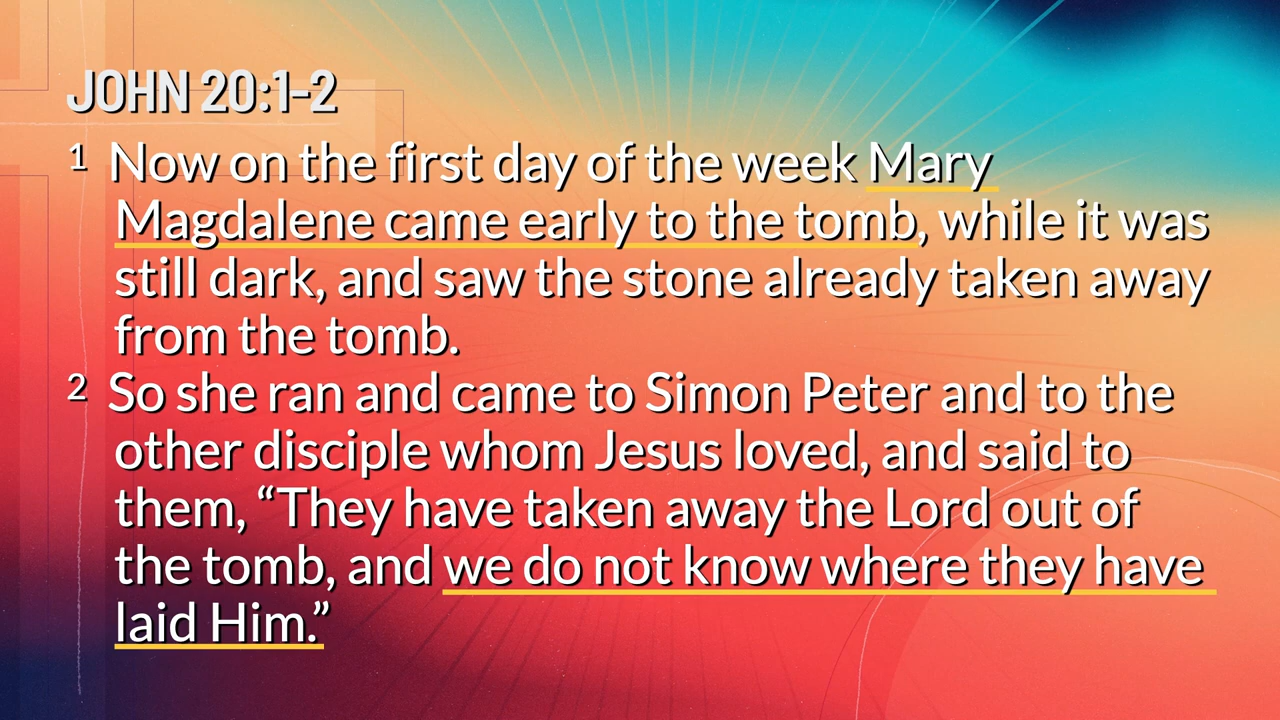 JOHN 20:1-2
1 Now on the first day of the week Mary
Magdalene came early to the tomb, while it was
still dark, and saw the stone already taken away
from the tomb.
2 So she ran and came to Simon Peter and to the
other disciple whom Jesus loved, and said to
them, “They have taken away the Lord out of
the tomb, and we do not know where they have
laid Him.”